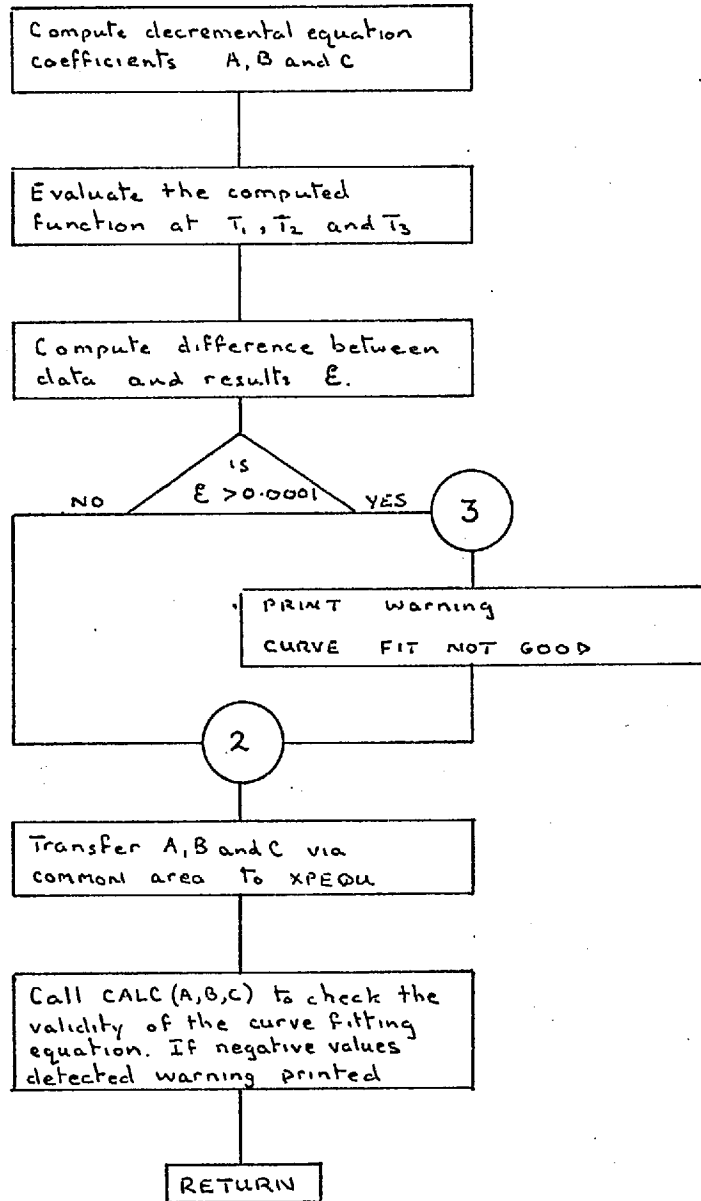 Compute decremental equation
coefficients A, B and C
Evaluate the computed
function at T₁, T₂ and T₃
Compute difference between
data and results ε.
is
ε >0.0001
NO
YES
3
PRINT Warning
CURVE FIT NOT GOOD
2
Transfer A, B and C via
common area to XPEQU
Call CALC (A,B,C) to check the
validity of the curve fitting
equation. If negative values
detected warning printed
RETURN